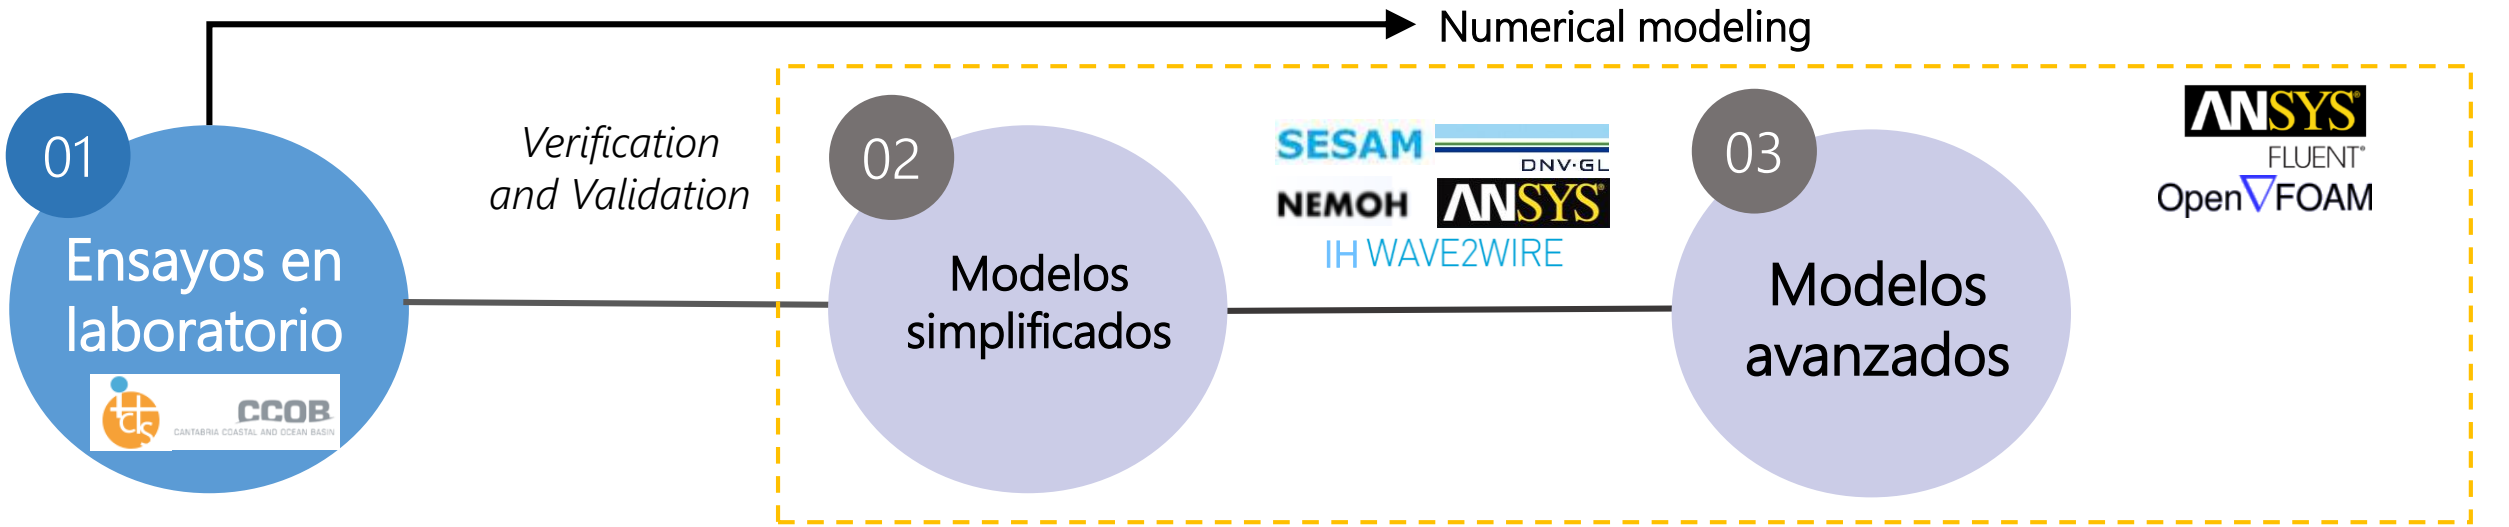 Numerical modeling
01
Ensayos en
laboratorio
icts
CCOB
CANTABRIA COASTAL AND OCEAN BASIN
Verification
and Validation
02
Modelos
simplificados
SESAM
DNV·GL
NEMOH
ANSYS
IH WAVE2WIRE
03
Modelos
avanzados
ANSYS®
FLUENT®
OpenFOAM